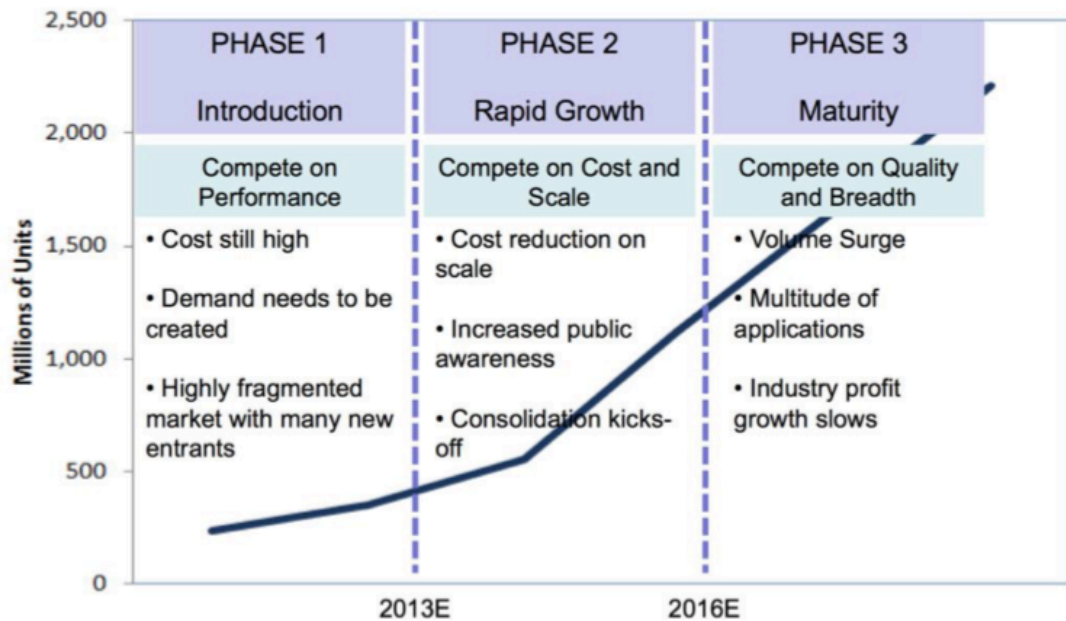 2,500
2,000
1,500
1,000
500
0
Millions of Units
PHASE 1
Introduction
Compete on
Performance
• Cost still high
• Demand needs to be
created
• Highly fragmented
market with many new
entrants
PHASE 2
Rapid Growth
Compete on Cost and
Scale
• Cost reduction on
scale
• Increased public
awareness
• Consolidation kicks-
off
PHASE 3
Maturity
Compete on Quality
and Breadth
• Volume Surge
• Multitude of
applications
• Industry profit
growth slows
2013E
2016E